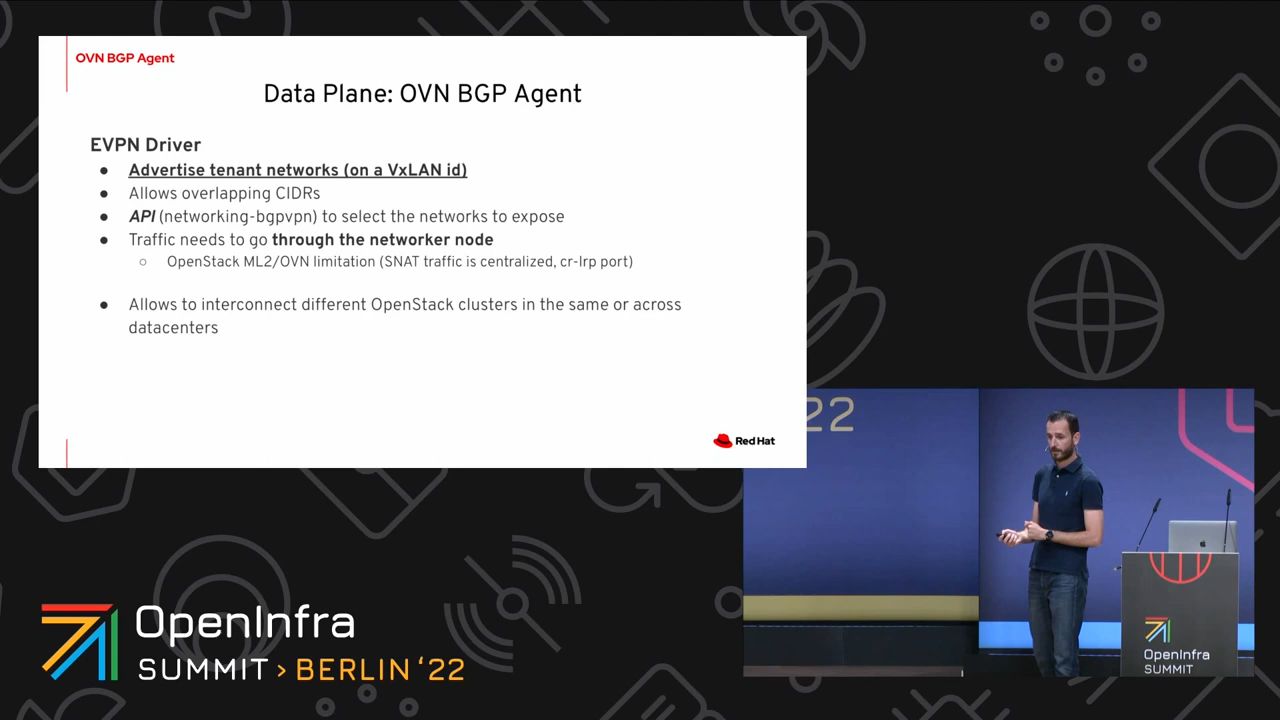 OVN BGP Agent
Data Plane: OVN BGP Agent
EVPN Driver
● Advertise tenant networks (on a VxLAN id)
● Allows overlapping CIDRs
● API (networking-bgpvpn) to select the networks to expose
● Traffic needs to go through the networker node
○ OpenStack ML2/OVN limitation (SNAT traffic is centralized, cr-lrp port)
● Allows to interconnect different OpenStack clusters in the same or across
datacenters
Red Hat
22
OpenInfra
SUMMIT
OpenInfra
SUMMIT > BERLIN ‘22